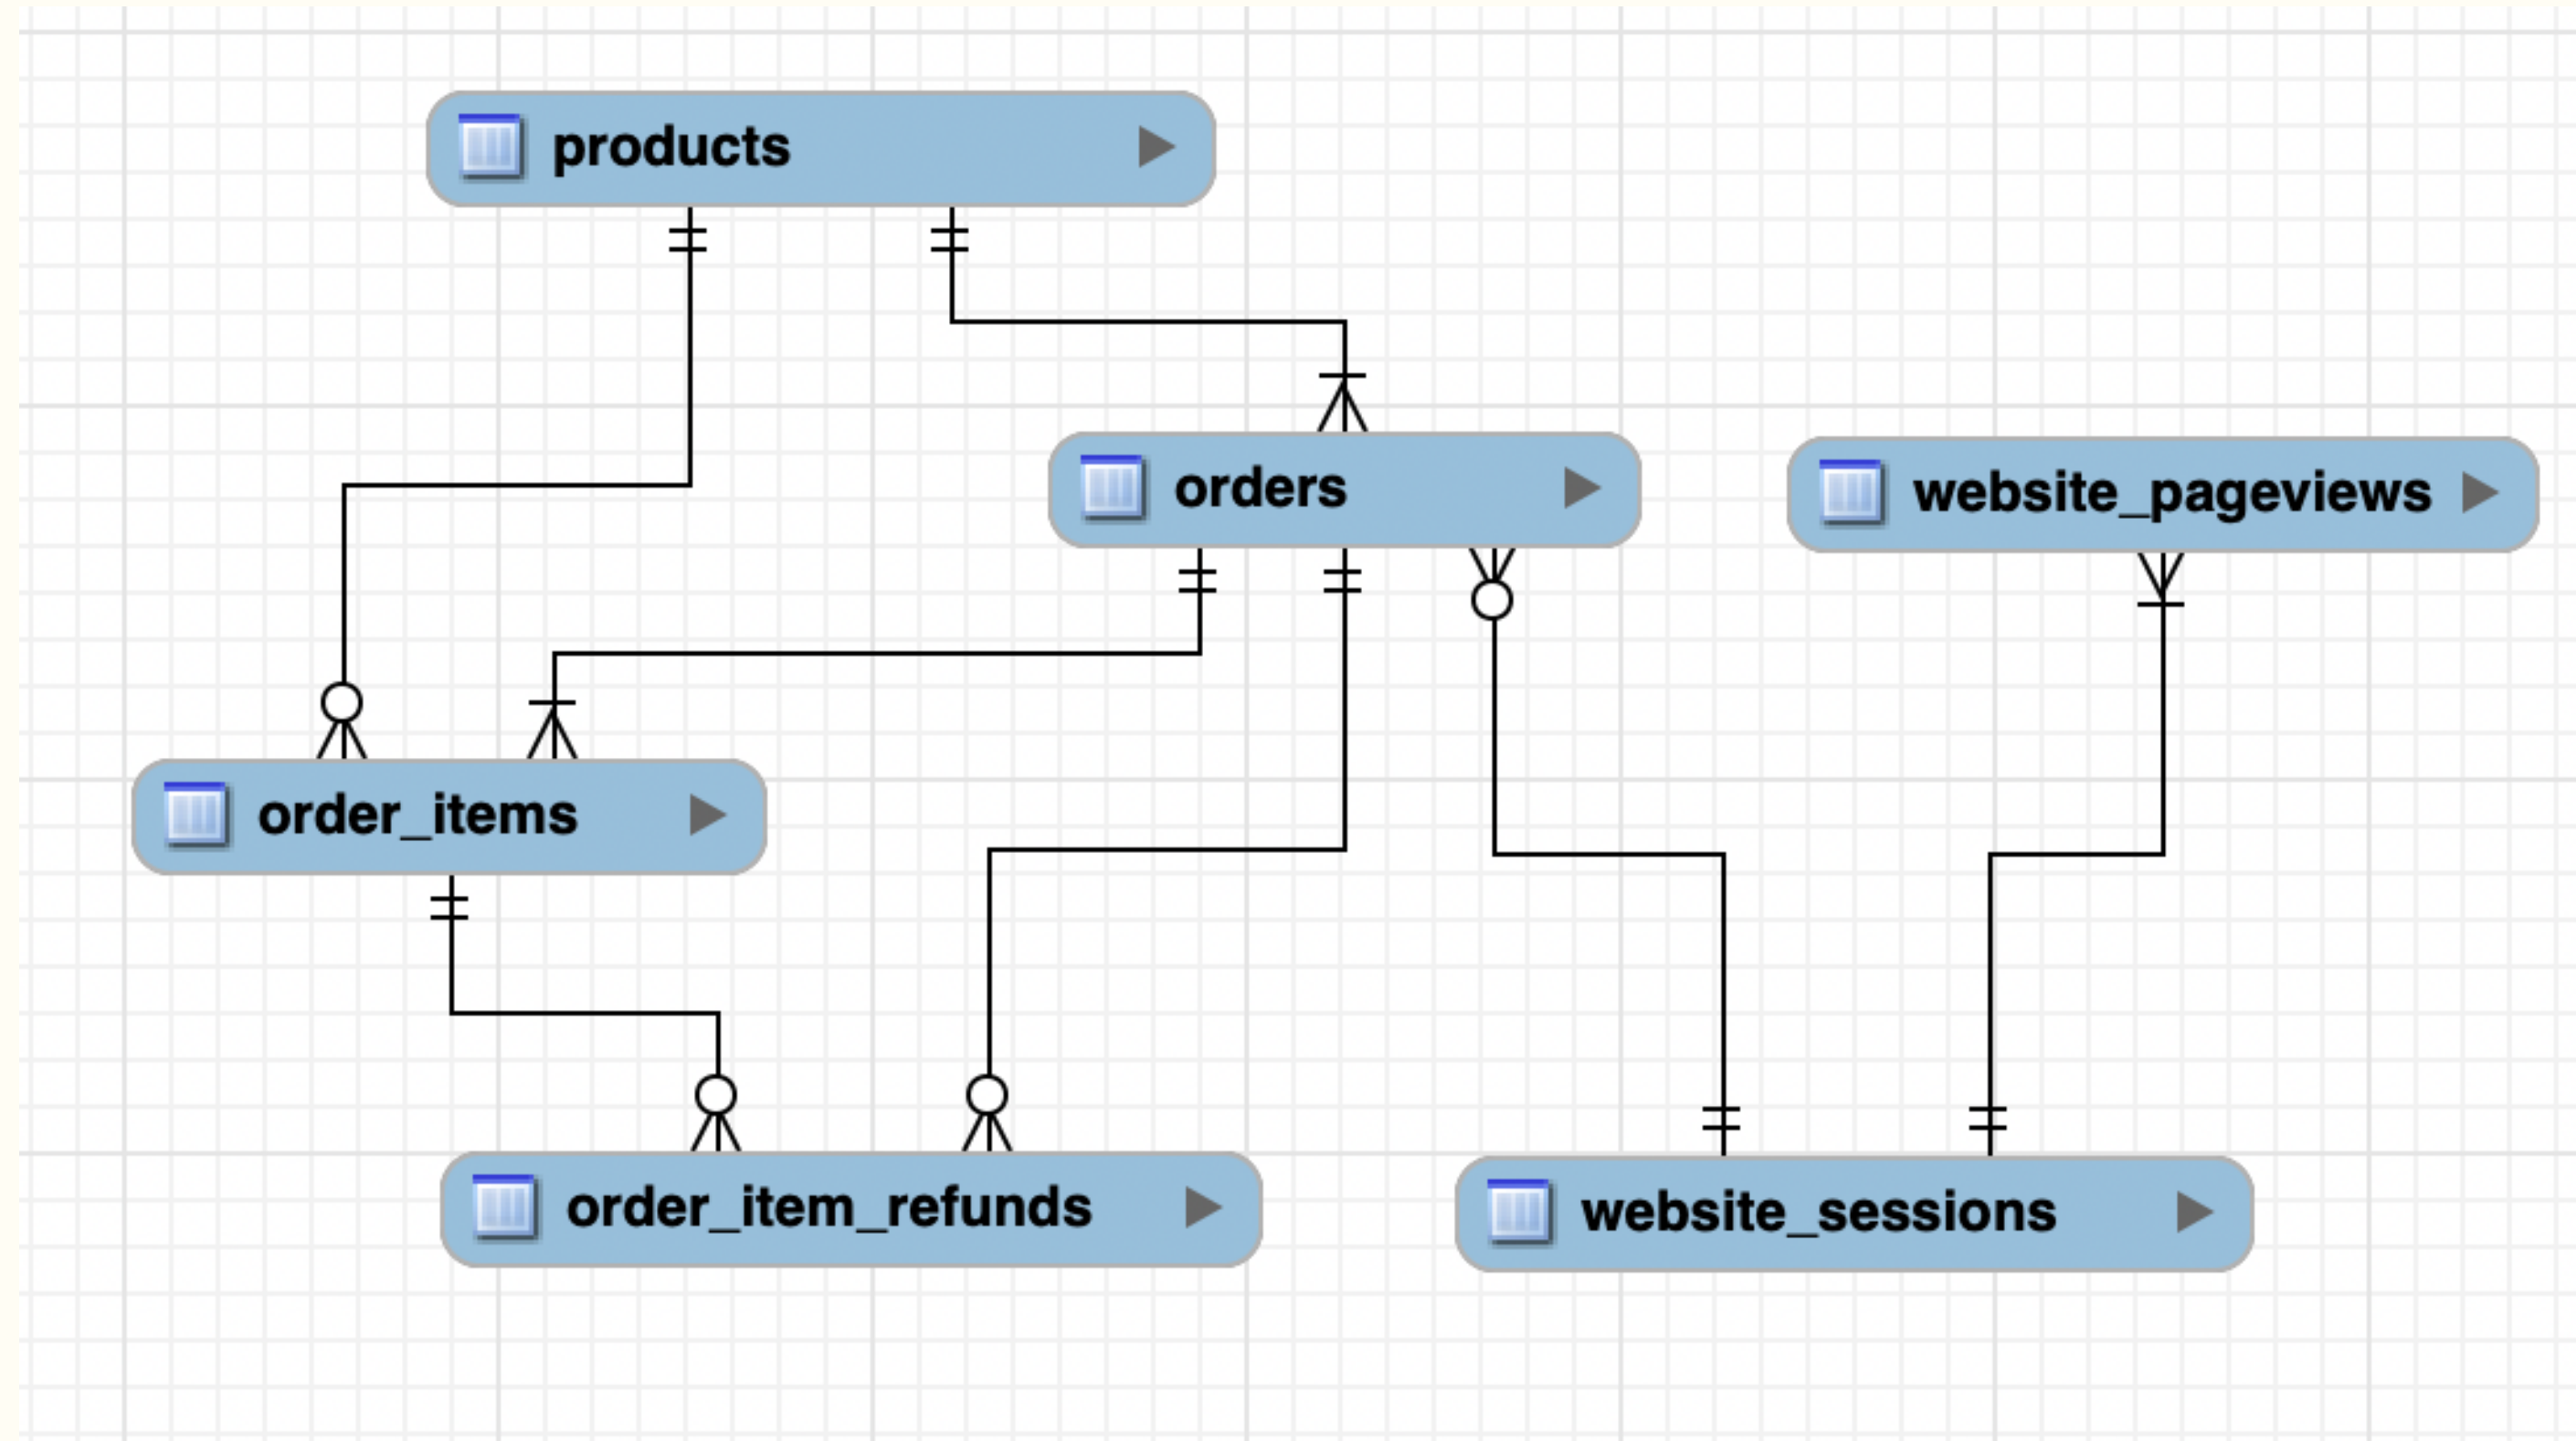 products
orders
website_pageviews
order_items
order_item_refunds
website_sessions